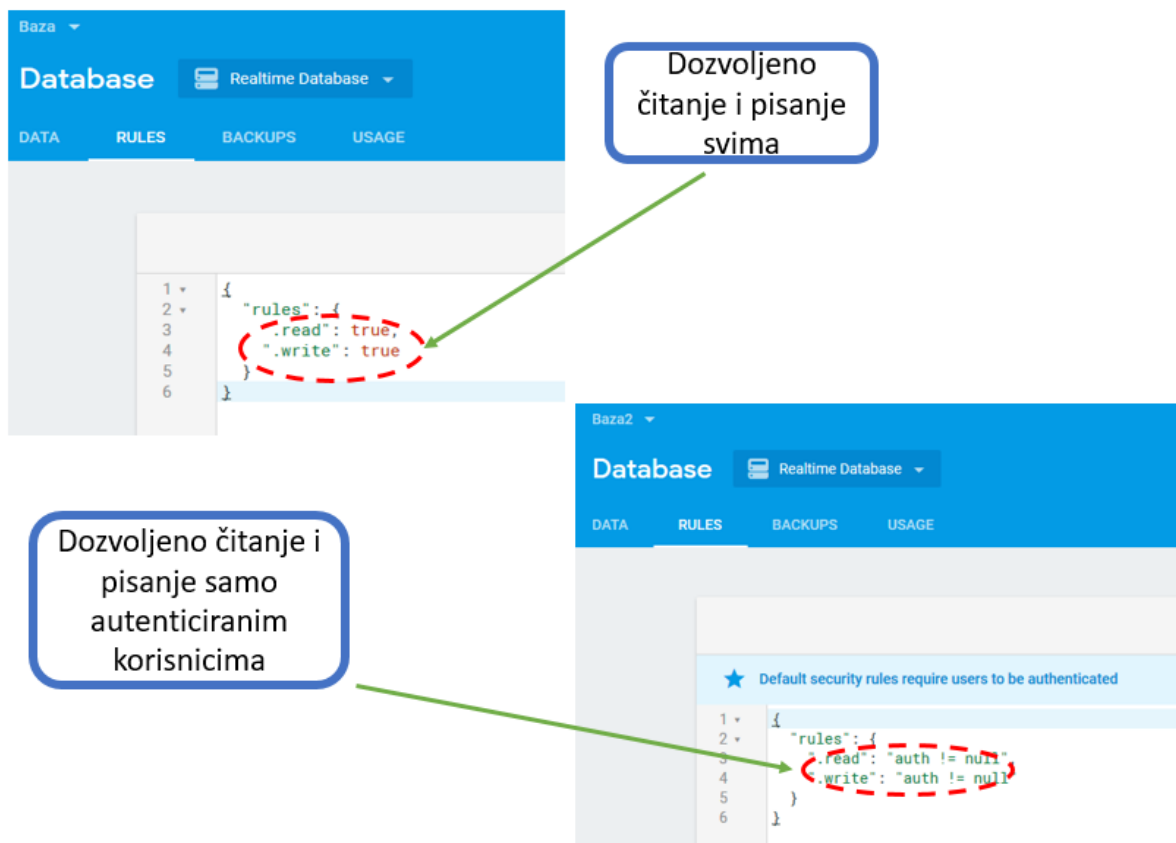 Baza
Database
Realtime Database
DATA RULES BACKUPS USAGE
Dozvoljeno
čitanje i pisanje
svima
1 {
2 "rules": {
3 ".read": true,
4 ".write": true
5 }
6 }
Dozvoljeno čitanje i
pisanje samo
autenticiranim
korisnicima
Baza2
Database
Realtime Database
DATA RULES BACKUPS USAGE
Default security rules require users to be authenticated
1 {
2 "rules": {
3 ".read": "auth != null",
4 ".write": "auth != null
5 }
6 }